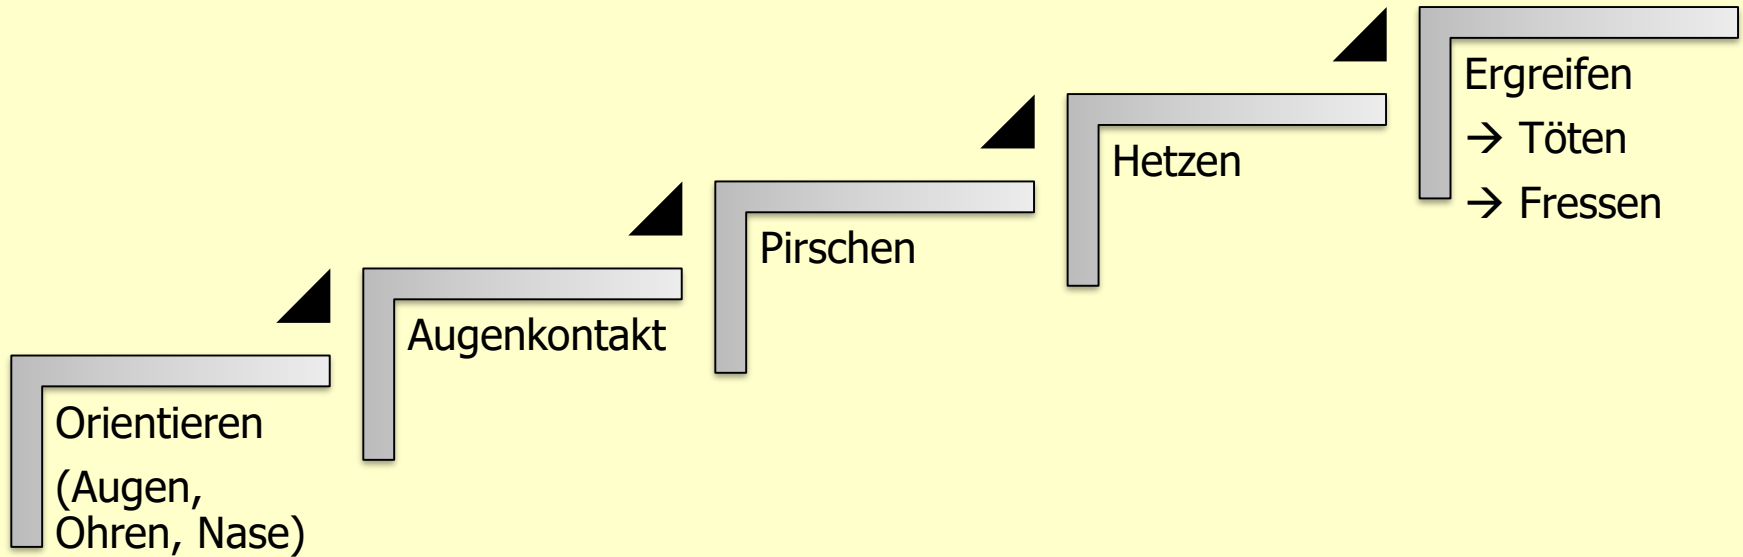 Orientieren
(Augen,
Ohren, Nase)
Augenkontakt
Pirschen
Hetzen
Ergreifen
→ Töten
→ Fressen